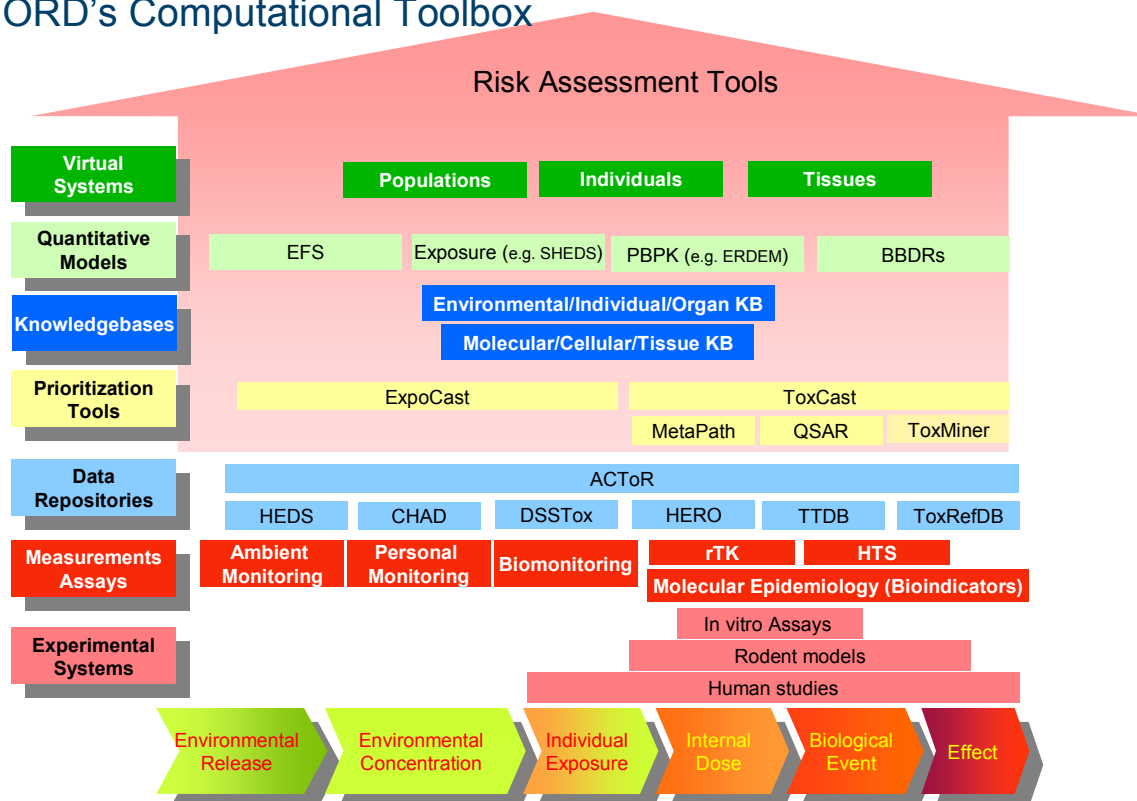 ORD's Computational Toolbox
Risk Assessment Tools
Virtual
Systems
Populations
Individuals
Tissues
Quantitative
Models
EFS
Exposure (e.g. SHEDS)
PBPK (e.g. ERDEM)
BBDRs
Knowledgebases
Environmental/Individual/Organ KB
Molecular/Cellular/Tissue KB
Prioritization
Tools
ExpoCast
ToxCast
MetaPath
QSAR
ToxMiner
Data
Repositories
ACToR
HEDS
CHAD
DSSTox
HERO
TTDB
ToxRefDB
Measurements
Assays
Ambient
Monitoring
Personal
Monitoring
Biomonitoring
rTK
HTS
Molecular Epidemiology (Bioindicators)
Experimental
Systems
In vitro Assays
Rodent models
Human studies
Environmental
Release
Environmental
Concentration
Individual
Exposure
Internal
Dose
Biological
Event
Effect